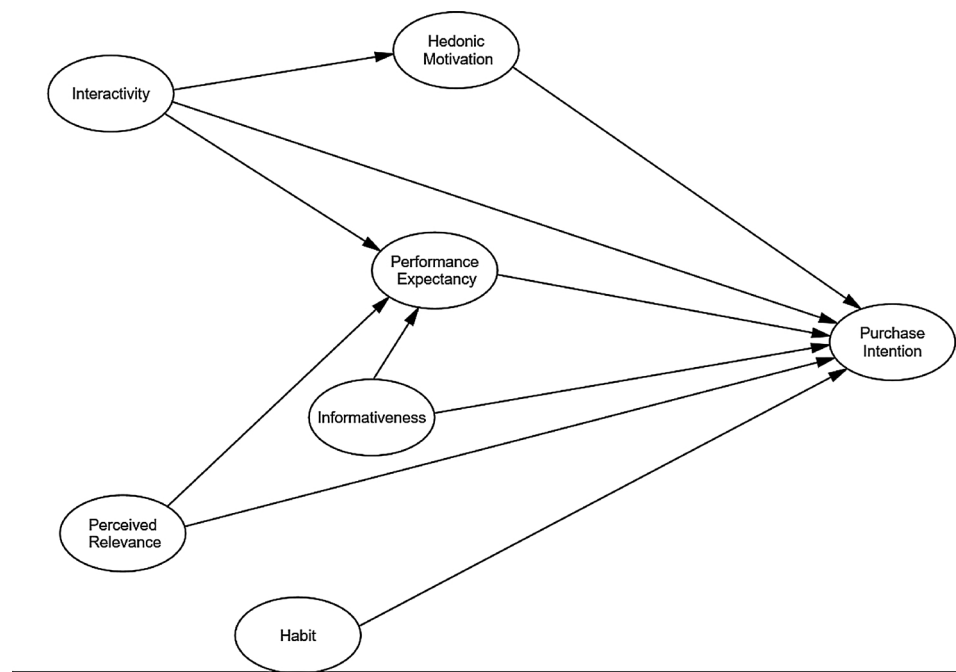 Hedonic
Motivation
Interactivity
Performance
Expectancy
Purchase
Intention
Informativeness
Perceived
Relevance
Habit